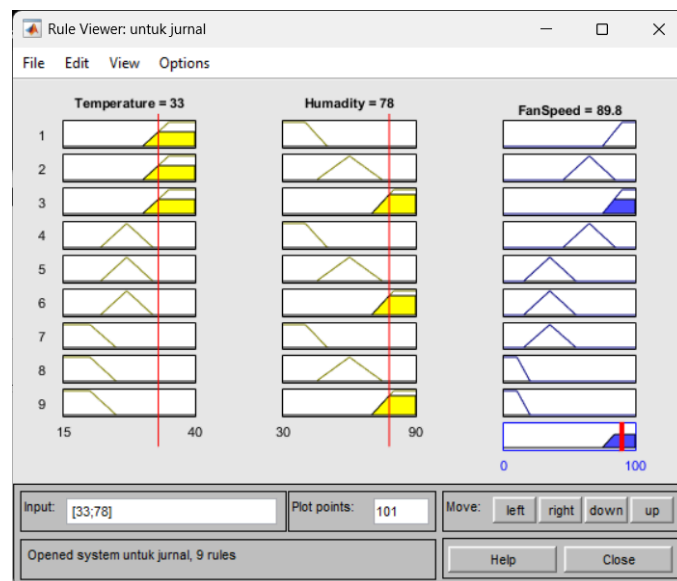 Rule Viewer: untuk jurnal
File Edit View Options
Temperature = 33 Humadity = 78 FanSpeed = 89.8
1
2
3
4
5
6
7
8
9
15 40 30 90
0 100
Input: [33;78] Plot points: 101 Move: left right down up
Opened system untuk jurnal, 9 rules Help Close